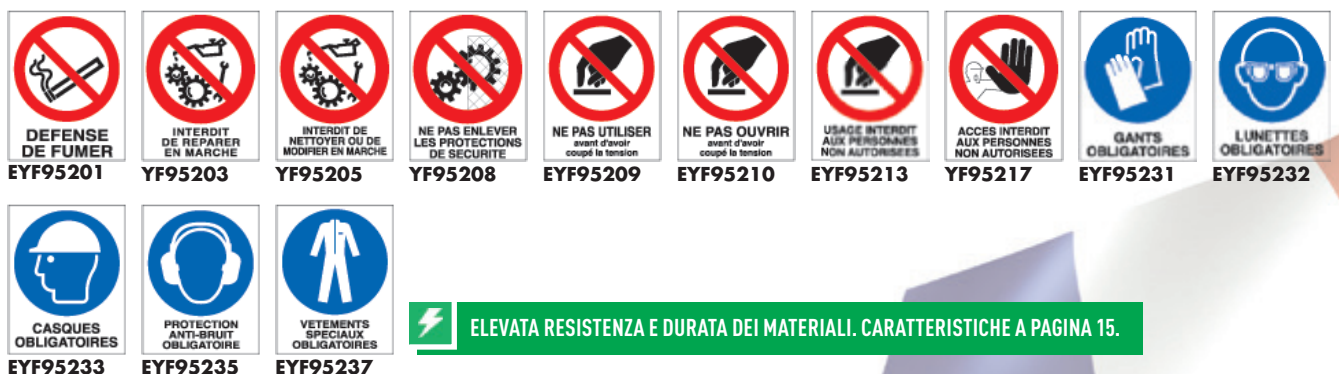 DEFENSE
DE FUMER
EYF95201
INTERDIT
DE REPARER
EN MARCHE
YF95203
INTERDIT DE
NETTOYER OU DE
MODIFIER EN MARCHE
YF95205
NE PAS ENLEVER
LES PROTECTIONS
DE SECURITE
YF95208
NE PAS UTILISER
avant d'avoir
coupé la tension
EYF95209
NE PAS OUVRIR
avant d'avoir
coupé la tension
EYF95210
USAGE INTERDIT
AUX PERSONNES
NON AUTORISEES
EYF95213
ACCES INTERDIT
AUX PERSONNES
NON AUTORISEES
YF95217
GANTS
OBLIGATOIRES
EYF95231
LUNETTES
OBLIGATOIRES
EYF95232
CASQUES
OBLIGATOIRES
EYF95233
PROTECTION
ANTI-BRUIT
OBLIGATOIRE
EYF95235
VETEMENTS
SPECIAUX
OBLIGATOIRES
EYF95237
ELEVATA RESISTENZA E DURATA DEI MATERIALI. CARATTERISTICHE A PAGINA 15.